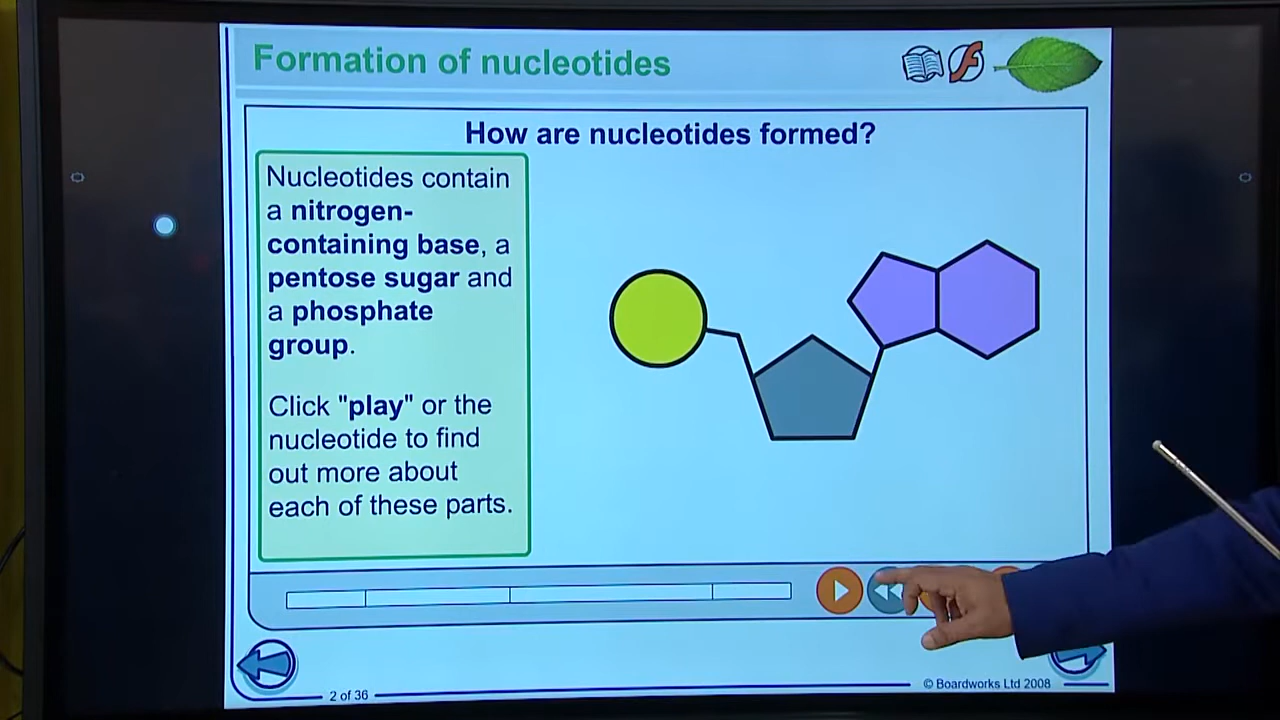 Formation of nucleotides
How are nucleotides formed?
Nucleotides contain
a nitrogen-
containing base, a
pentose sugar and
a phosphate
group.
Click "play" or the
nucleotide to find
out more about
each of these parts.
2 of 36
© Boardworks Ltd 2008